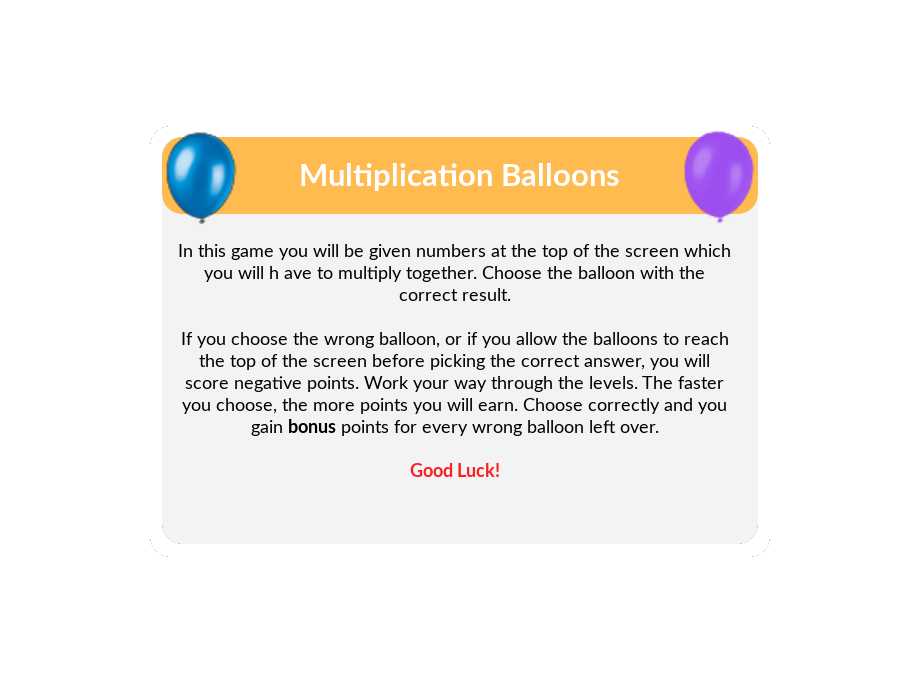 Multiplication Balloons
In this game you will be given numbers at the top of the screen which
you will h ave to multiply together. Choose the balloon with the
correct result.
If you choose the wrong balloon, or if you allow the balloons to reach
the top of the screen before picking the correct answer, you will
score negative points. Work your way through the levels. The faster
you choose, the more points you will earn. Choose correctly and you
gain bonus points for every wrong balloon left over.
Good Luck!